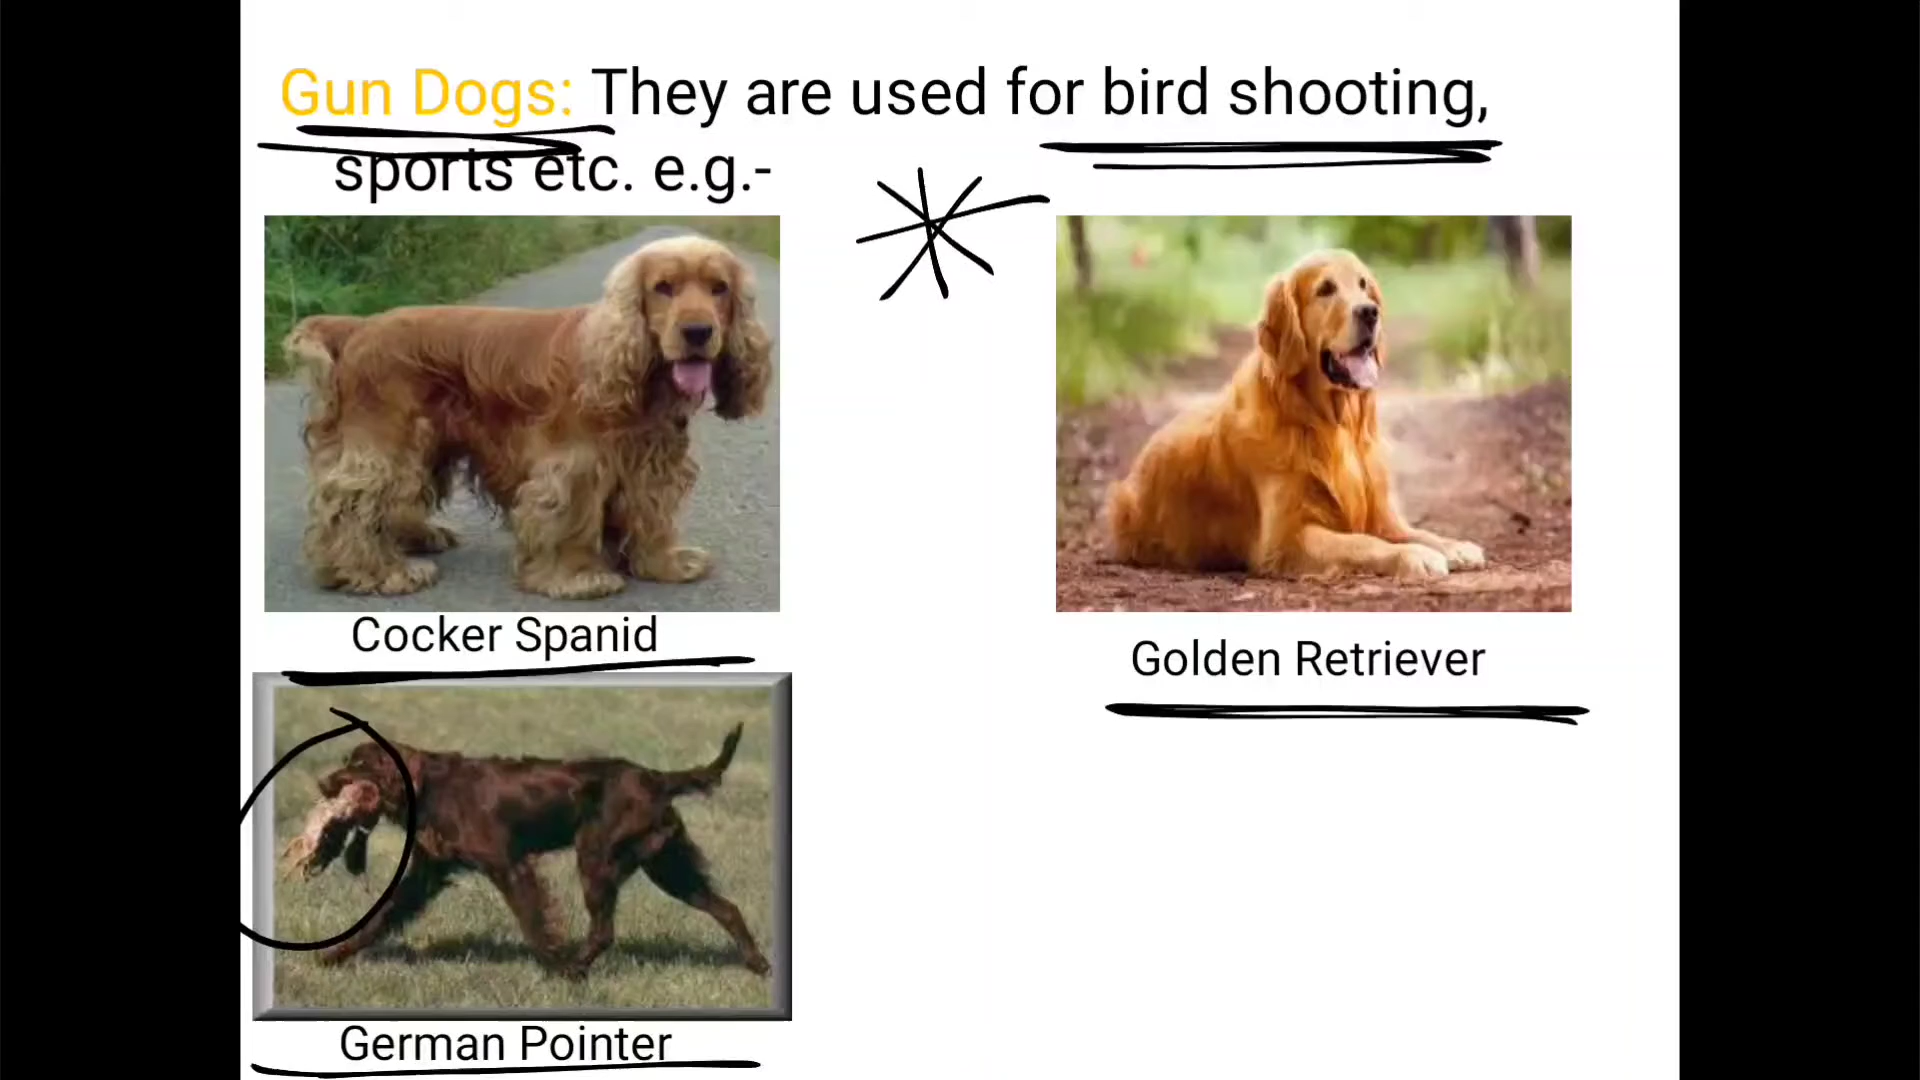 Gun Dogs: They are used for bird shooting,
sports etc. e.g.-
Cocker Spanid
Golden Retriever
German Pointer